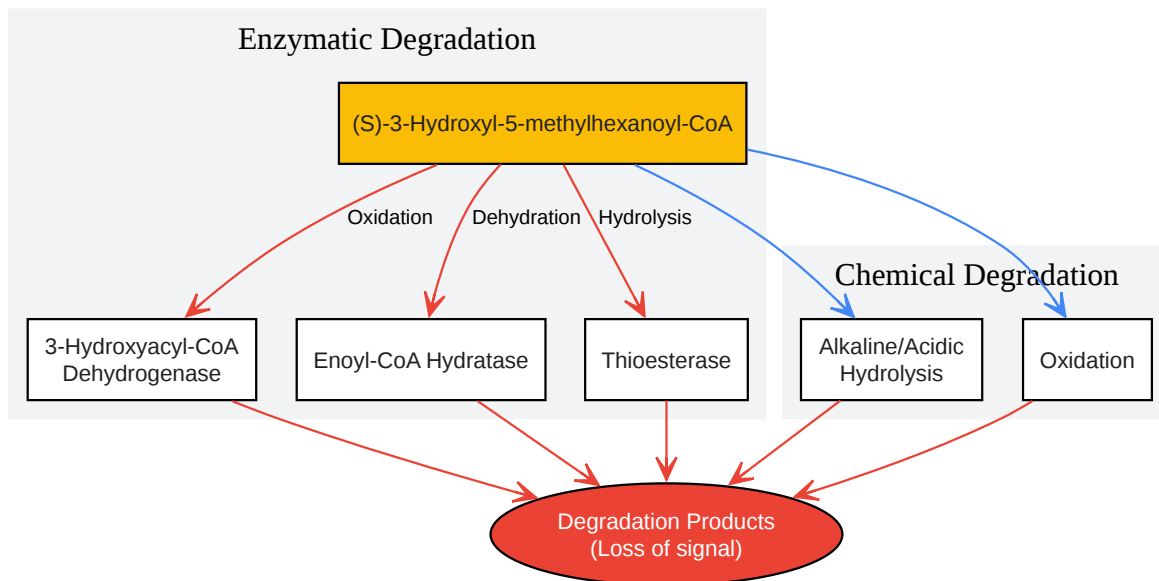 Enzymatic Degradation
(S)-3-Hydroxyl-5-methylhexanoyl-CoA
Oxidation
Dehydration
Hydrolysis
Chemical Degradation
3-Hydroxyacyl-CoA
Dehydrogenase
Enoyl-CoA Hydratase
Thioesterase
Alkaline/Acidic
Hydrolysis
Oxidation
Degradation Products
(Loss of signal)